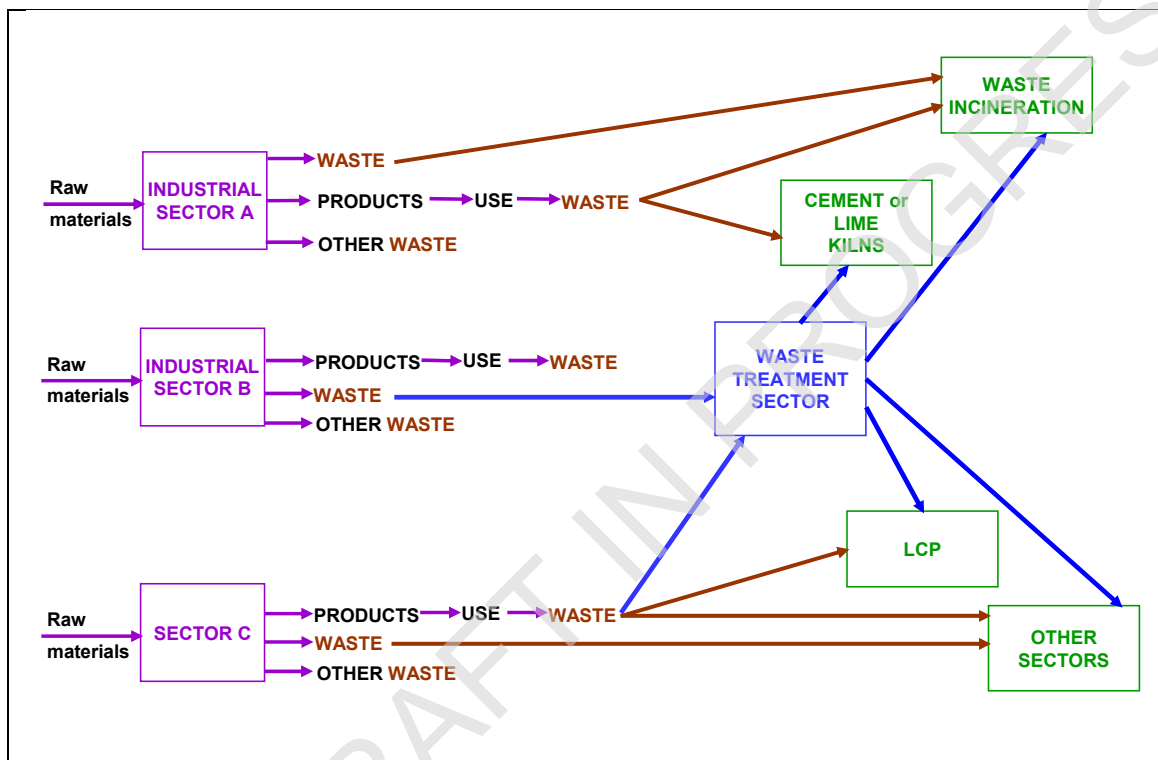 WASTE
INCINERATION
WASTE
Raw
materials
INDUSTRIAL
SECTOR A
PRODUCTS USE WASTE
OTHER WASTE
CEMENT or
LIME
KILNS
Raw
materials
INDUSTRIAL
SECTOR B
PRODUCTS USE WASTE
WASTE
OTHER WASTE
WASTE
TREATMENT
SECTOR
LCP
Raw
materials
SECTOR C
PRODUCTS USE WASTE
WASTE
OTHER WASTE
OTHER
SECTORS
RAFT IN PROGRES